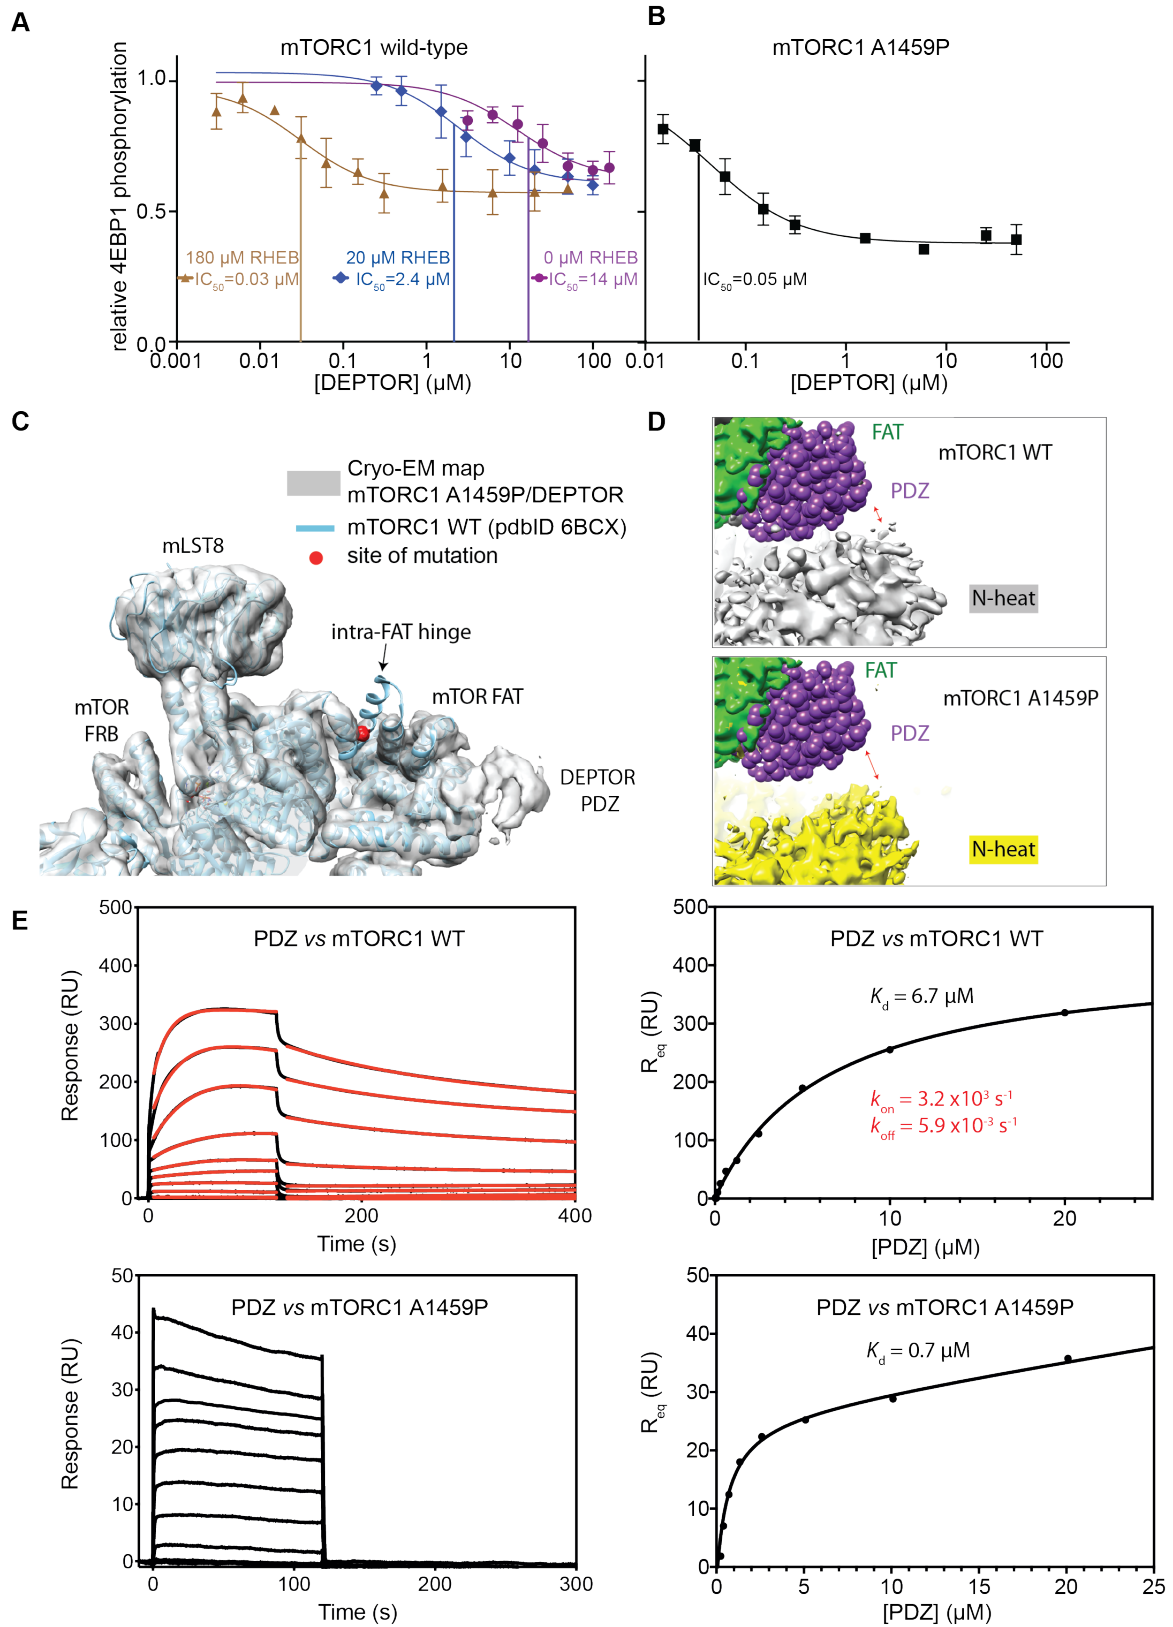 A
mTORC1 wild-type
relative 4EBP1 phosphorylation
1.0
0.5
0.0
180 µM RHEB
IC50=0.03 µM
20 µM RHEB
IC50=2.4 µM
0 µM RHEB
IC50=14 µM
0.001
0.01
0.1
1
10
100
[DEPTOR] (µM)
B
mTORC1 A1459P
IC50=0.05 µM
0.01
0.1
1
10
100
[DEPTOR] (µM)
C
Cryo-EM map
mTORC1 A1459P/DEPTOR
mTORC1 WT (pdbID 6BCX)
site of mutation
mLST8
intra-FAT hinge
mTOR FAT
mTOR
FRB
DEPTOR
PDZ
D
FAT
mTORC1 WT
PDZ
N-heat
FAT
mTORC1 A1459P
PDZ
N-heat
E
PDZ vs mTORC1 WT
Response (RU)
500
400
300
200
100
0
0
200
400
Time (s)
PDZ vs mTORC1 WT
Req (RU)
500
400
300
200
100
0
Kd = 6.7 µM
kon = 3.2 x10³ s⁻¹
koff = 5.9 x10⁻³ s⁻¹
0
10
20
[PDZ] (µM)
PDZ vs mTORC1 A1459P
Response (RU)
50
40
30
20
10
0
0
100
200
300
Time (s)
PDZ vs mTORC1 A1459P
Req (RU)
50
40
30
20
10
0
Kd = 0.7 µM
0
5
10
15
20
25
[PDZ] (µM)